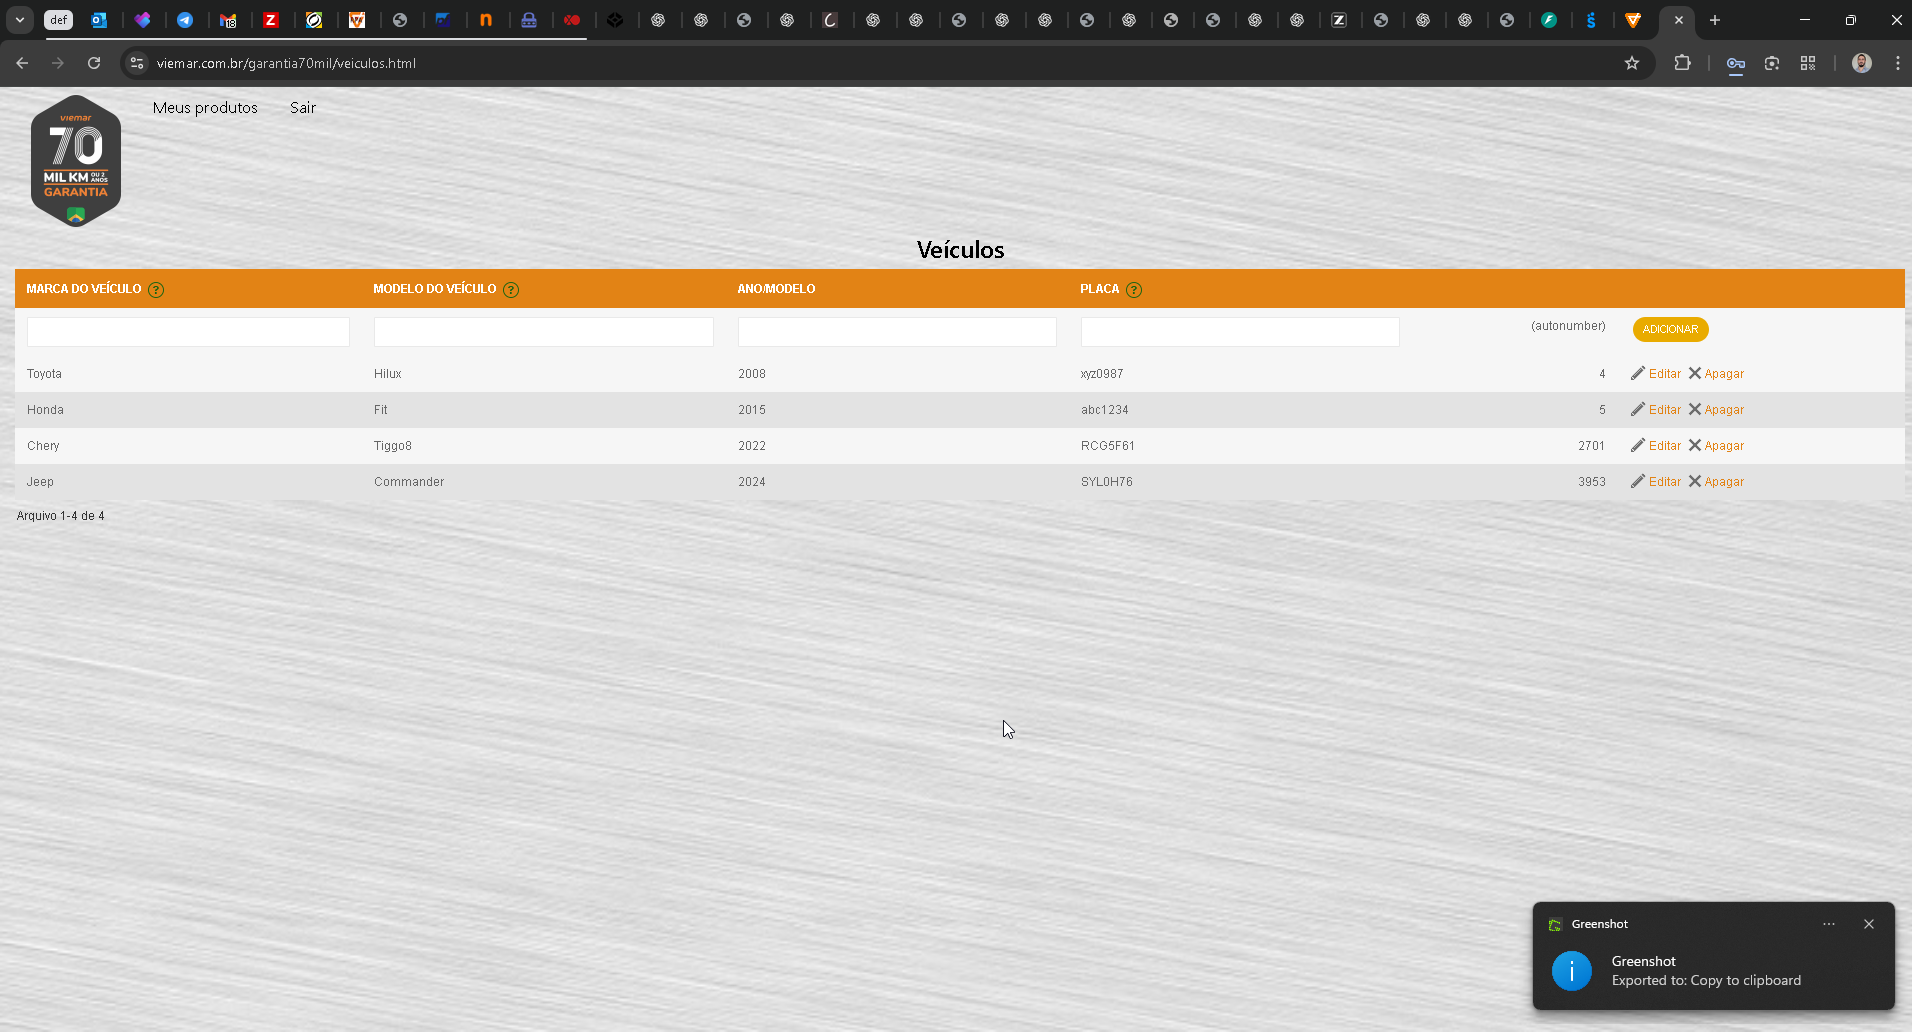 def
viemar.com.br/garantia70mil/veiculos.html
viemar
70
MIL KM OU 2 ANOS
GARANTIA
Meus produtos Sair
Veículos
MARCA DO VEÍCULO ? MODELO DO VEÍCULO ? ANO/MODELO PLACA ?
(autonumber) ADICIONAR
Toyota Hilux 2008 xyz0987 4 Editar Apagar
Honda Fit 2015 abc1234 5 Editar Apagar
Chery Tiggo8 2022 RCG5F61 2701 Editar Apagar
Jeep Commander 2024 SYL0H76 3953 Editar Apagar
Arquivo 1-4 de 4
Greenshot
Greenshot
Exported to: Copy to clipboard